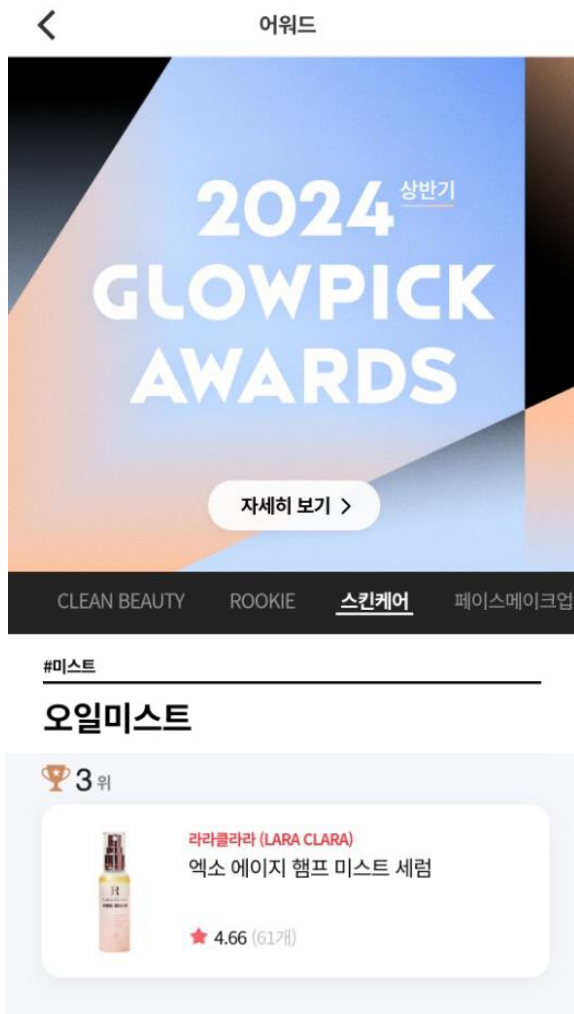 어워드
2024 상반기
GLOWPICK
AWARDS
자세히 보기
CLEAN BEAUTY ROOKIE 스킨케어 페이스메이크업
#미스트
오일미스트
3 위
라라클라라 (LARA CLARA)
엑소 에이지 햄프 미스트 세럼
R
4.66 (61개)